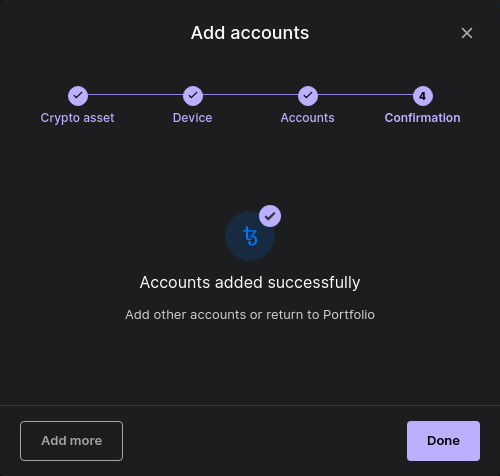 Add accounts
4
Crypto asset
Device
Accounts
Confirmation
Accounts added successfully
Add other accounts or return to Portfolio
Add more
Done